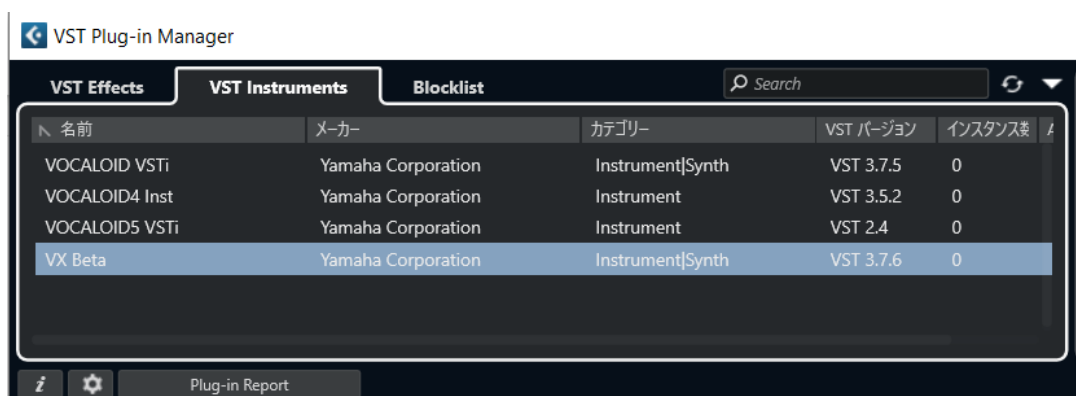 VST Plug-in Manager
VST Effects VST Instruments Blocklist Search
名前 メーカー カテゴリー VST バージョン インスタンス数
VOCALOID VSTi Yamaha Corporation Instrument|Synth VST 3.7.5 0
VOCALOID4 Inst Yamaha Corporation Instrument VST 3.5.2 0
VOCALOID5 VSTi Yamaha Corporation Instrument VST 2.4 0
VX Beta Yamaha Corporation Instrument|Synth VST 3.7.6 0
i Plug-in Report